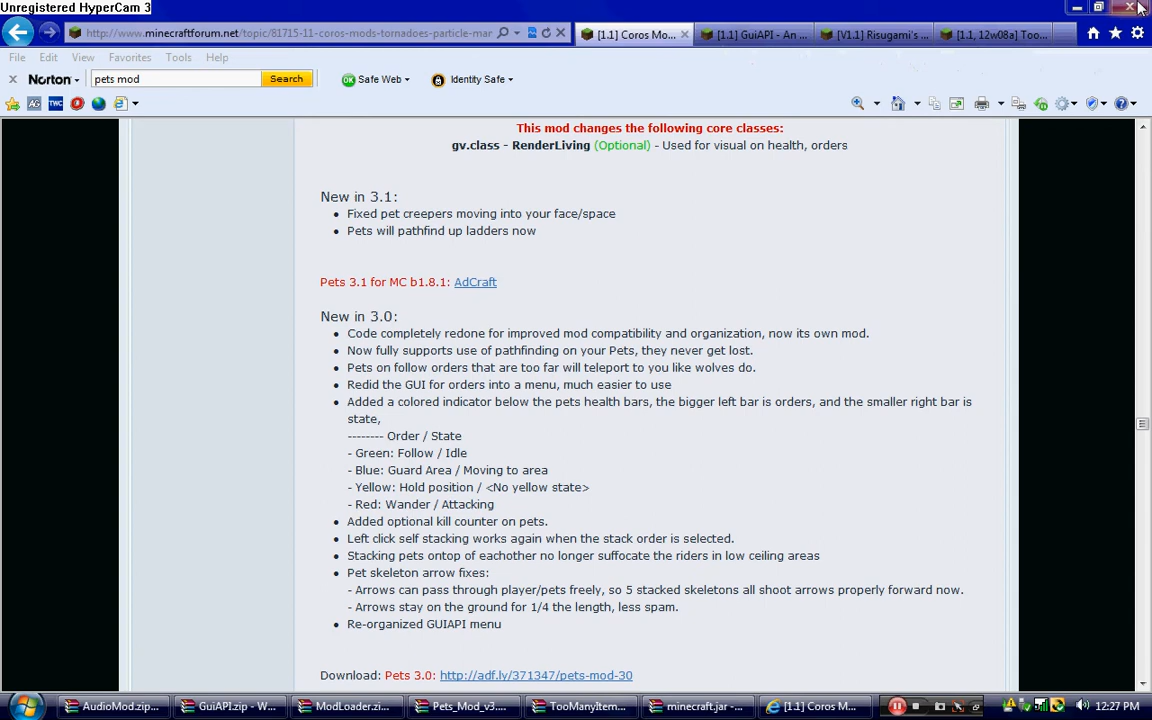 Unregistered HyperCam 3
http://www.minecraftforum.net/topic/81715-11-coros-mods-tornadoes-particle-mar
[1.1] Coros Mo...
[1.1] GuiAPI - An ...
[V1.1] Risugami's ...
[1.1, 12w08a] Too...
File Edit View Favorites Tools Help
Norton
pets mod
Search
OK Safe Web
Identity Safe
AG TWC
This mod changes the following core classes:
gv.class - RenderLiving (Optional) - Used for visual on health, orders
New in 3.1:
Fixed pet creepers moving into your face/space
Pets will pathfind up ladders now
Pets 3.1 for MC b1.8.1: AdCraft
New in 3.0:
Code completely redone for improved mod compatibility and organization, now its own mod.
Now fully supports use of pathfinding on your Pets, they never get lost.
Pets on follow orders that are too far will teleport to you like wolves do.
Redid the GUI for orders into a menu, much easier to use
Added a colored indicator below the pets health bars, the bigger left bar is orders, and the smaller right bar is
state,
-------- Order / State
- Green: Follow / Idle
- Blue: Guard Area / Moving to area
- Yellow: Hold position / <No yellow state>
- Red: Wander / Attacking
Added optional kill counter on pets.
Left click self stacking works again when the stack order is selected.
Stacking pets ontop of eachother no longer suffocate the riders in low ceiling areas
Pet skeleton arrow fixes:
- Arrows can pass through player/pets freely, so 5 stacked skeletons all shoot arrows properly forward now.
- Arrows stay on the ground for 1/4 the length, less spam.
Re-organized GUIAPI menu
Download: Pets 3.0: http://adf.ly/371347/pets-mod-30
AudioMod.zip...
GuiAPI.zip - W...
ModLoader.zi...
Pets_Mod_v3....
TooManyItem...
minecraft.jar -...
[1.1] Coros M...
12:27 PM